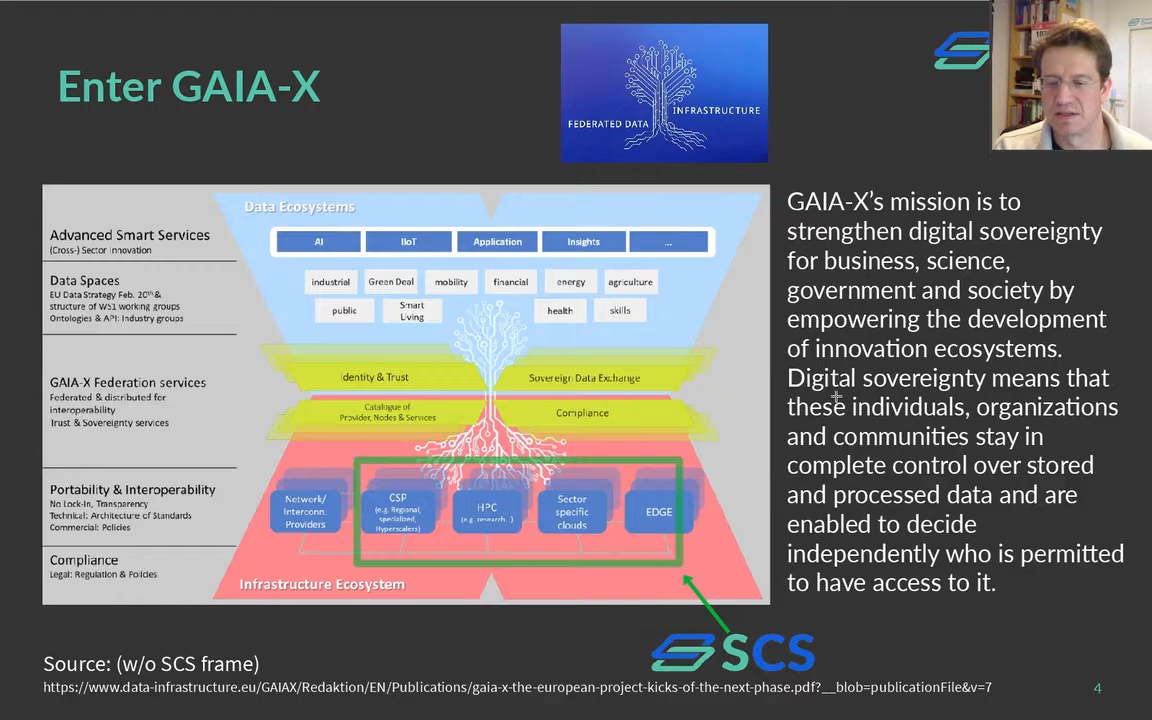 Enter GAIA-X
FEDERATED DATA
INFRASTRUCTURE
Data Ecosystems
Advanced Smart Services
(Cross-) Sector Innovation
AI
IIoT
Application
Insights
...
Data Spaces
EU Data Strategy Feb. 20th &
structure of WS1 working groups
Ontologies & API: Industry groups
industrial
Green Deal
mobility
financial
energy
agriculture
public
Smart
Living
health
skills
GAIA-X Federation services
Federated & distributed for
interoperability
Trust & Sovereignty services
Identity & Trust
Sovereign Data Exchange
Catalogue of
Provider, Nodes & Services
Compliance
Portability & Interoperability
No Lock-In, Transparency
Technical: Architecture of Standards
Commercial: Policies
Network/
Interconn.
Providers
CSP
(e.g. Regional,
specialized,
Hyperscalers)
HPC
(e.g. research...)
Sector
specific
clouds
EDGE
Compliance
Legal: Regulation & Policies
Infrastructure Ecosystem
GAIA-X’s mission is to
strengthen digital sovereignty
for business, science,
government and society by
empowering the development
of innovation ecosystems.
Digital sovereignty means that
these individuals, organizations
and communities stay in
complete control over stored
and processed data and are
enabled to decide
independently who is permitted
to have access to it.
SCS
Source: (w/o SCS frame)
https://www.data-infrastructure.eu/GAIAX/Redaktion/EN/Publications/gaia-x-the-european-project-kicks-of-the-next-phase.pdf?__blob=publicationFile&v=7
4